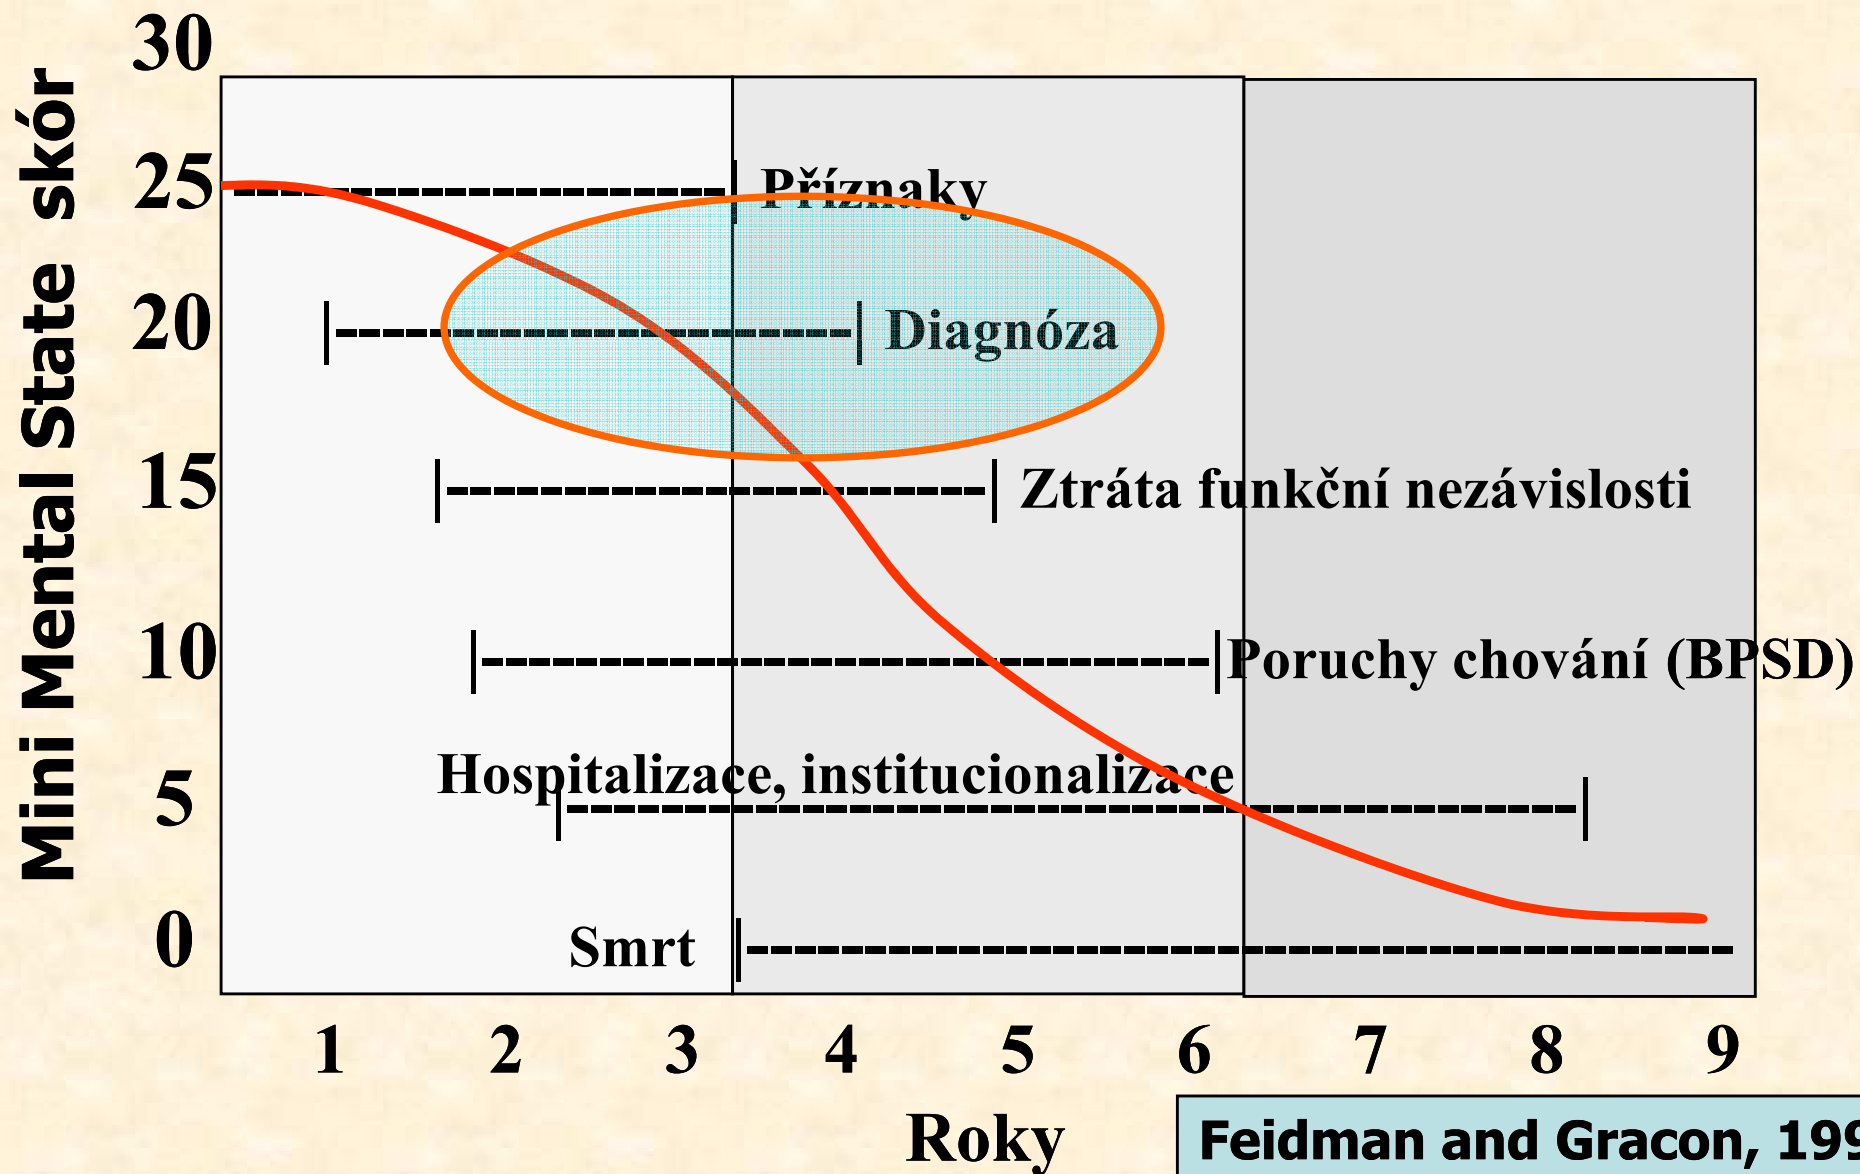 Mini Mental State skór
30
25
20
15
10
5
0
Příznaky
Diagnóza
Ztráta funkční nezávislosti
Poruchy chování (BPSD)
Hospitalizace, institucionalizace
Smrt
1 2 3 4 5 6 7 8 9
Roky
Feidman and Gracon,